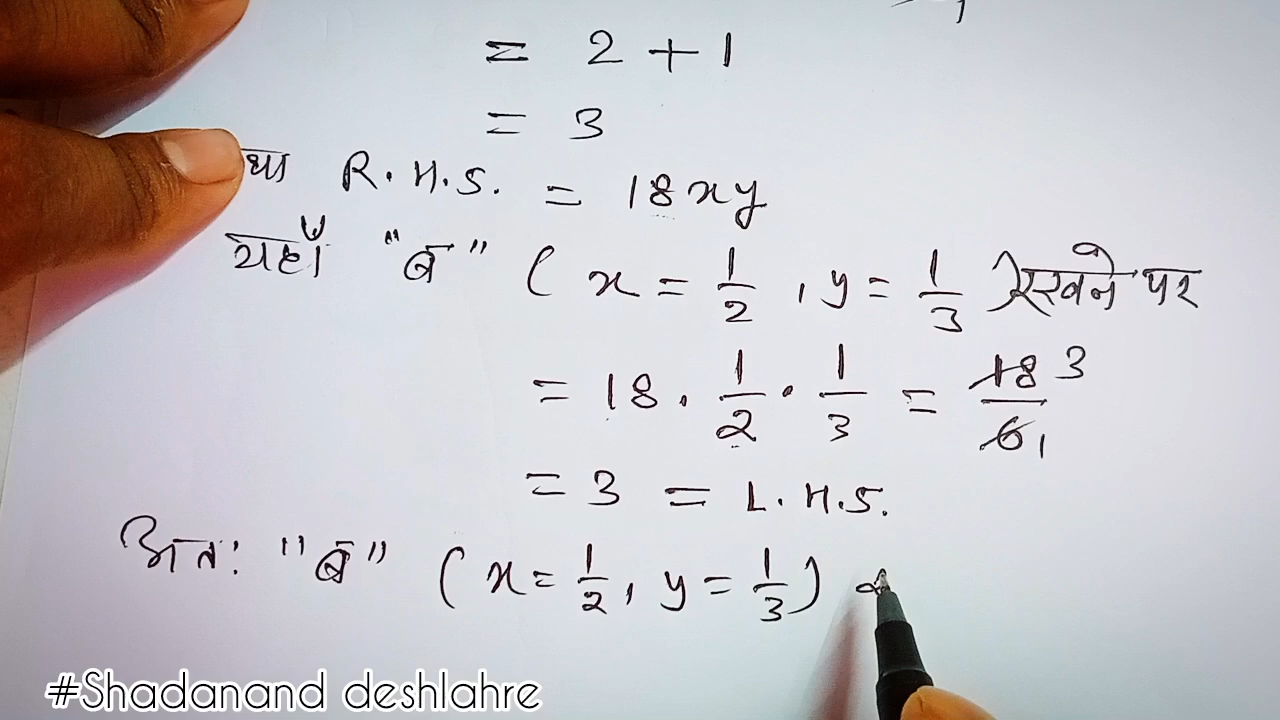 = 2 + 1
= 3
था R.H.S. = 18xy
यहाँ "ब" ( x = 1/2 , y = 1/3 ) रखने पर
= 18 . 1/2 . 1/3 = 18 3/6 1
= 3 = L.H.S.
अतः "ब" ( x = 1/2 , y = 1/3 )
#Shadanand deshlahre